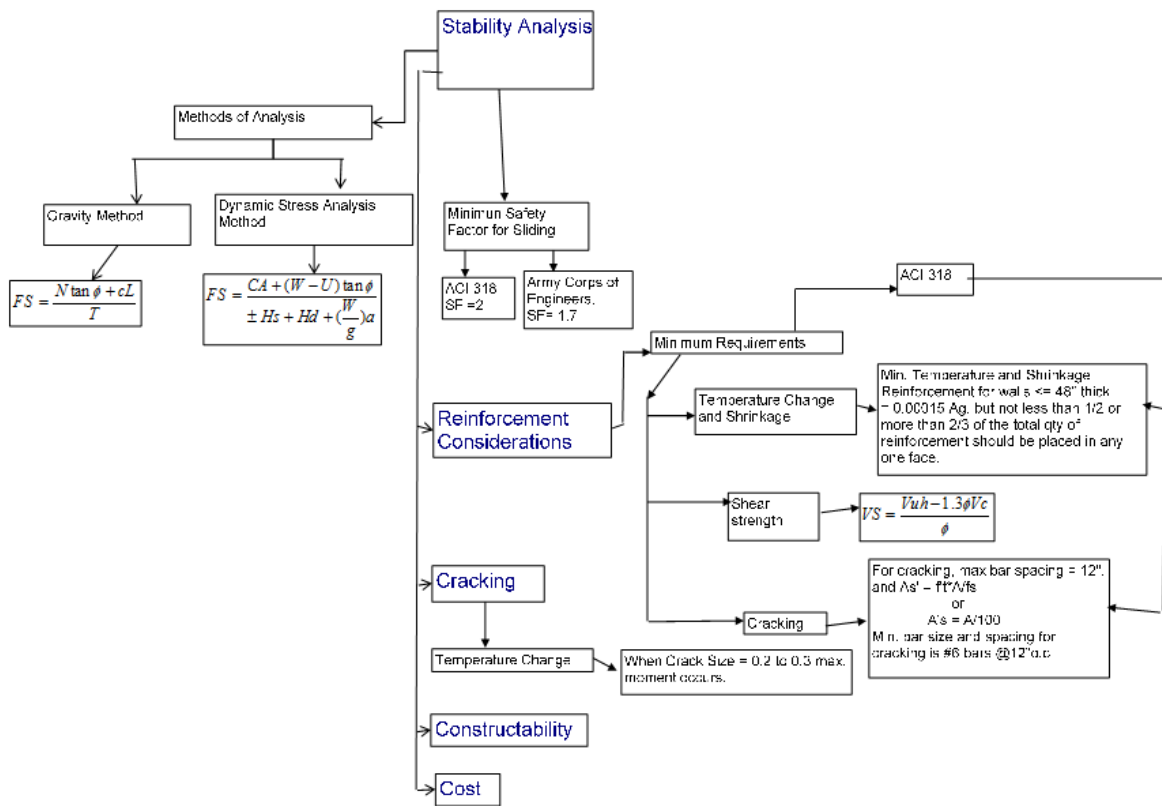 Stability Analysis
Methods of Analysis
Gravity Method
Dynamic Stress Analysis
Method
FS = (N tan ϕ + cL) / T
FS = (CA + (W − U) tan ϕ) / (± Hs + Hd + (W/g)a)
Minimun Safety
Factor for Sliding
ACI 318
SF =2
Army Corps of
Engineers,
SF= 1.7
ACI 318
Minimum Requirements
Reinforcement
Considerations
Temperature Change
and Shrinkage
Min. Temperature and Shrinkage
Reinforcement for walls <= 48" thick
= 0.00015 Ag, but not less than 1/2 or
more than 2/3 of the total qty of
reinforcement should be placed in any
one face.
Shear
strength
VS = (Vuh − 1.3ϕVc) / ϕ
Cracking
For cracking, max bar spacing = 12",
and As' = f't*A/fs
or
A's = A/100
Min. bar size and spacing for
cracking is #6 bars @12"o.c
Cracking
Temperature Change
When Crack Size = 0.2 to 0.3 max.
moment occurs.
Constructability
Cost